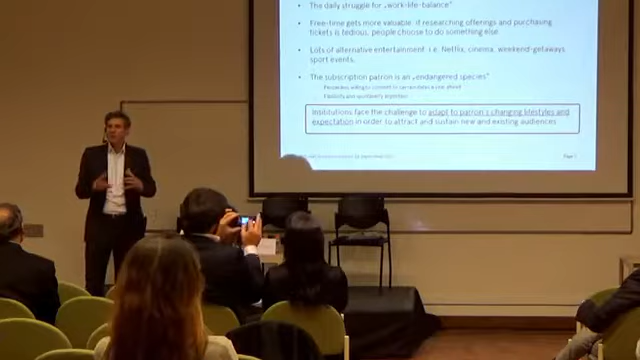 • The daily struggle for „work-life-balance"
• Free-time gets more valuable: if researching offerings and purchasing
tickets is tedious, people choose to do something else
• Lots of alternative entertainment: i.e. Netflix, cinema, weekend-getaways
sport events.
• The subscription patron is an „endangered species"
Institutions face the challenge to adapt to patron's changing lifestyles and
expectation in order to attract and sustain new and existing audiences
Page